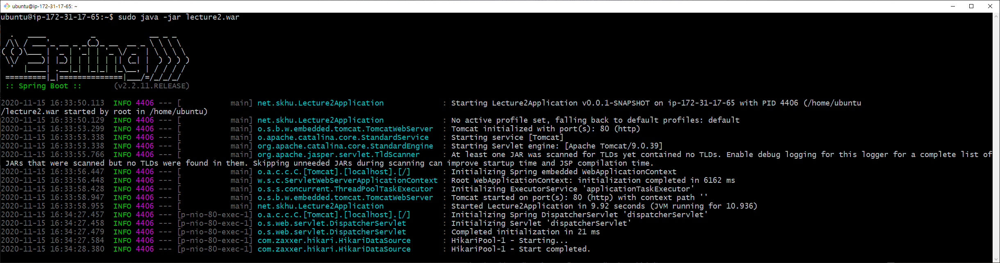 ubuntu@ip-172-31-17-65: ~
ubuntu@ip-172-31-17-65:~$ sudo java -jar lecture2.war
  .   ____          _            __ _ _
 /\\ / ___'_ __ _ _(_)_ __  __ _ \ \ \ \
( ( )\___ | '_ | '_| | '_ \/ _` | \ \ \ \
 \\/  ___)| |_)| | | | | || (_| |  ) ) ) )
  '  |____| .__|_| |_|_| |_\__, | / / / /
 =========|_|==============|___/=/_/_/_/
 :: Spring Boot ::       (v2.2.11.RELEASE)
2020-11-15 16:33:50.113  INFO 4406 --- [           main] net.skhu.Lecture2Application             : Starting Lecture2Application v0.0.1-SNAPSHOT on ip-172-31-17-65 with PID 4406 (/home/ubuntu
/lecture2.war started by root in /home/ubuntu)
2020-11-15 16:33:50.129  INFO 4406 --- [           main] net.skhu.Lecture2Application             : No active profile set, falling back to default profiles: default
2020-11-15 16:33:53.299  INFO 4406 --- [           main] o.s.b.w.embedded.tomcat.TomcatWebServer  : Tomcat initialized with port(s): 80 (http)
2020-11-15 16:33:53.338  INFO 4406 --- [           main] o.apache.catalina.core.StandardService   : Starting service [Tomcat]
2020-11-15 16:33:53.338  INFO 4406 --- [           main] org.apache.catalina.core.StandardEngine  : Starting Servlet engine: [Apache Tomcat/9.0.39]
2020-11-15 16:33:55.766  INFO 4406 --- [           main] org.apache.jasper.servlet.TldScanner     : At least one JAR was scanned for TLDs yet contained no TLDs. Enable debug logging for this logger for a complete list of
 JARs that were scanned but no TLDs were found in them. Skipping unneeded JARs during scanning can improve startup time and JSP compilation time.
2020-11-15 16:33:56.447  INFO 4406 --- [           main] o.a.c.c.C.[Tomcat].[localhost].[/]       : Initializing Spring embedded WebApplicationContext
2020-11-15 16:33:56.448  INFO 4406 --- [           main] w.s.c.ServletWebServerApplicationContext : Root WebApplicationContext: initialization completed in 6162 ms
2020-11-15 16:33:58.428  INFO 4406 --- [           main] o.s.s.concurrent.ThreadPoolTaskExecutor  : Initializing ExecutorService 'applicationTaskExecutor'
2020-11-15 16:33:58.947  INFO 4406 --- [           main] o.s.b.w.embedded.tomcat.TomcatWebServer  : Tomcat started on port(s): 80 (http) with context path ''
2020-11-15 16:33:58.955  INFO 4406 --- [           main] net.skhu.Lecture2Application             : Started Lecture2Application in 9.92 seconds (JVM running for 10.936)
2020-11-15 16:34:27.457  INFO 4406 --- [p-nio-80-exec-1] o.a.c.c.C.[Tomcat].[localhost].[/]       : Initializing Spring DispatcherServlet 'dispatcherServlet'
2020-11-15 16:34:27.458  INFO 4406 --- [p-nio-80-exec-1] o.s.web.servlet.DispatcherServlet        : Initializing Servlet 'dispatcherServlet'
2020-11-15 16:34:27.479  INFO 4406 --- [p-nio-80-exec-1] o.s.web.servlet.DispatcherServlet        : Completed initialization in 21 ms
2020-11-15 16:34:27.584  INFO 4406 --- [p-nio-80-exec-1] com.zaxxer.hikari.HikariDataSource       : HikariPool-1 - Starting...
2020-11-15 16:34:28.380  INFO 4406 --- [p-nio-80-exec-1] com.zaxxer.hikari.HikariDataSource       : HikariPool-1 - Start completed.